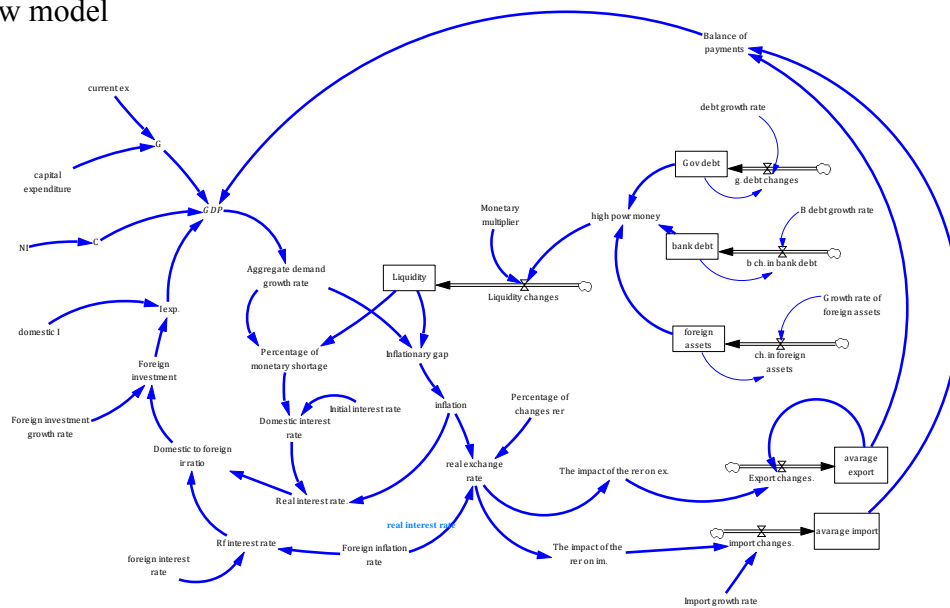 w model
Balance of
payments
current ex
debt growth rate
G
Gov debt
g. debt changes
capital
expenditure
GDP
Monetary
multiplier
high powr money
B debt growth rate
NI
C
bank debt
b ch. in bank debt
Aggregate demand
growth rate
Liquidity
Liquidity changes
Growth rate of
foreign assets
Iexp.
domestic I
foreign
assets
ch. in foreign
assets
Percentage of
monetary shortage
Inflationary gap
Foreign
investment
Initial interest rate
inflation
Percentage of
changes rer
Foreign investment
growth rate
Domestic interest
rate
Domestic to foreign
ir ratio
real exchange
rate
The impact of the rer on ex.
Export changes.
avarage
export
Real interest rate.
real interest rate
avarage import
Rf interest rate
Foreign inflation
rate
The impact of the
rer on im.
import changes.
foreign interest
rate
Import growth rate